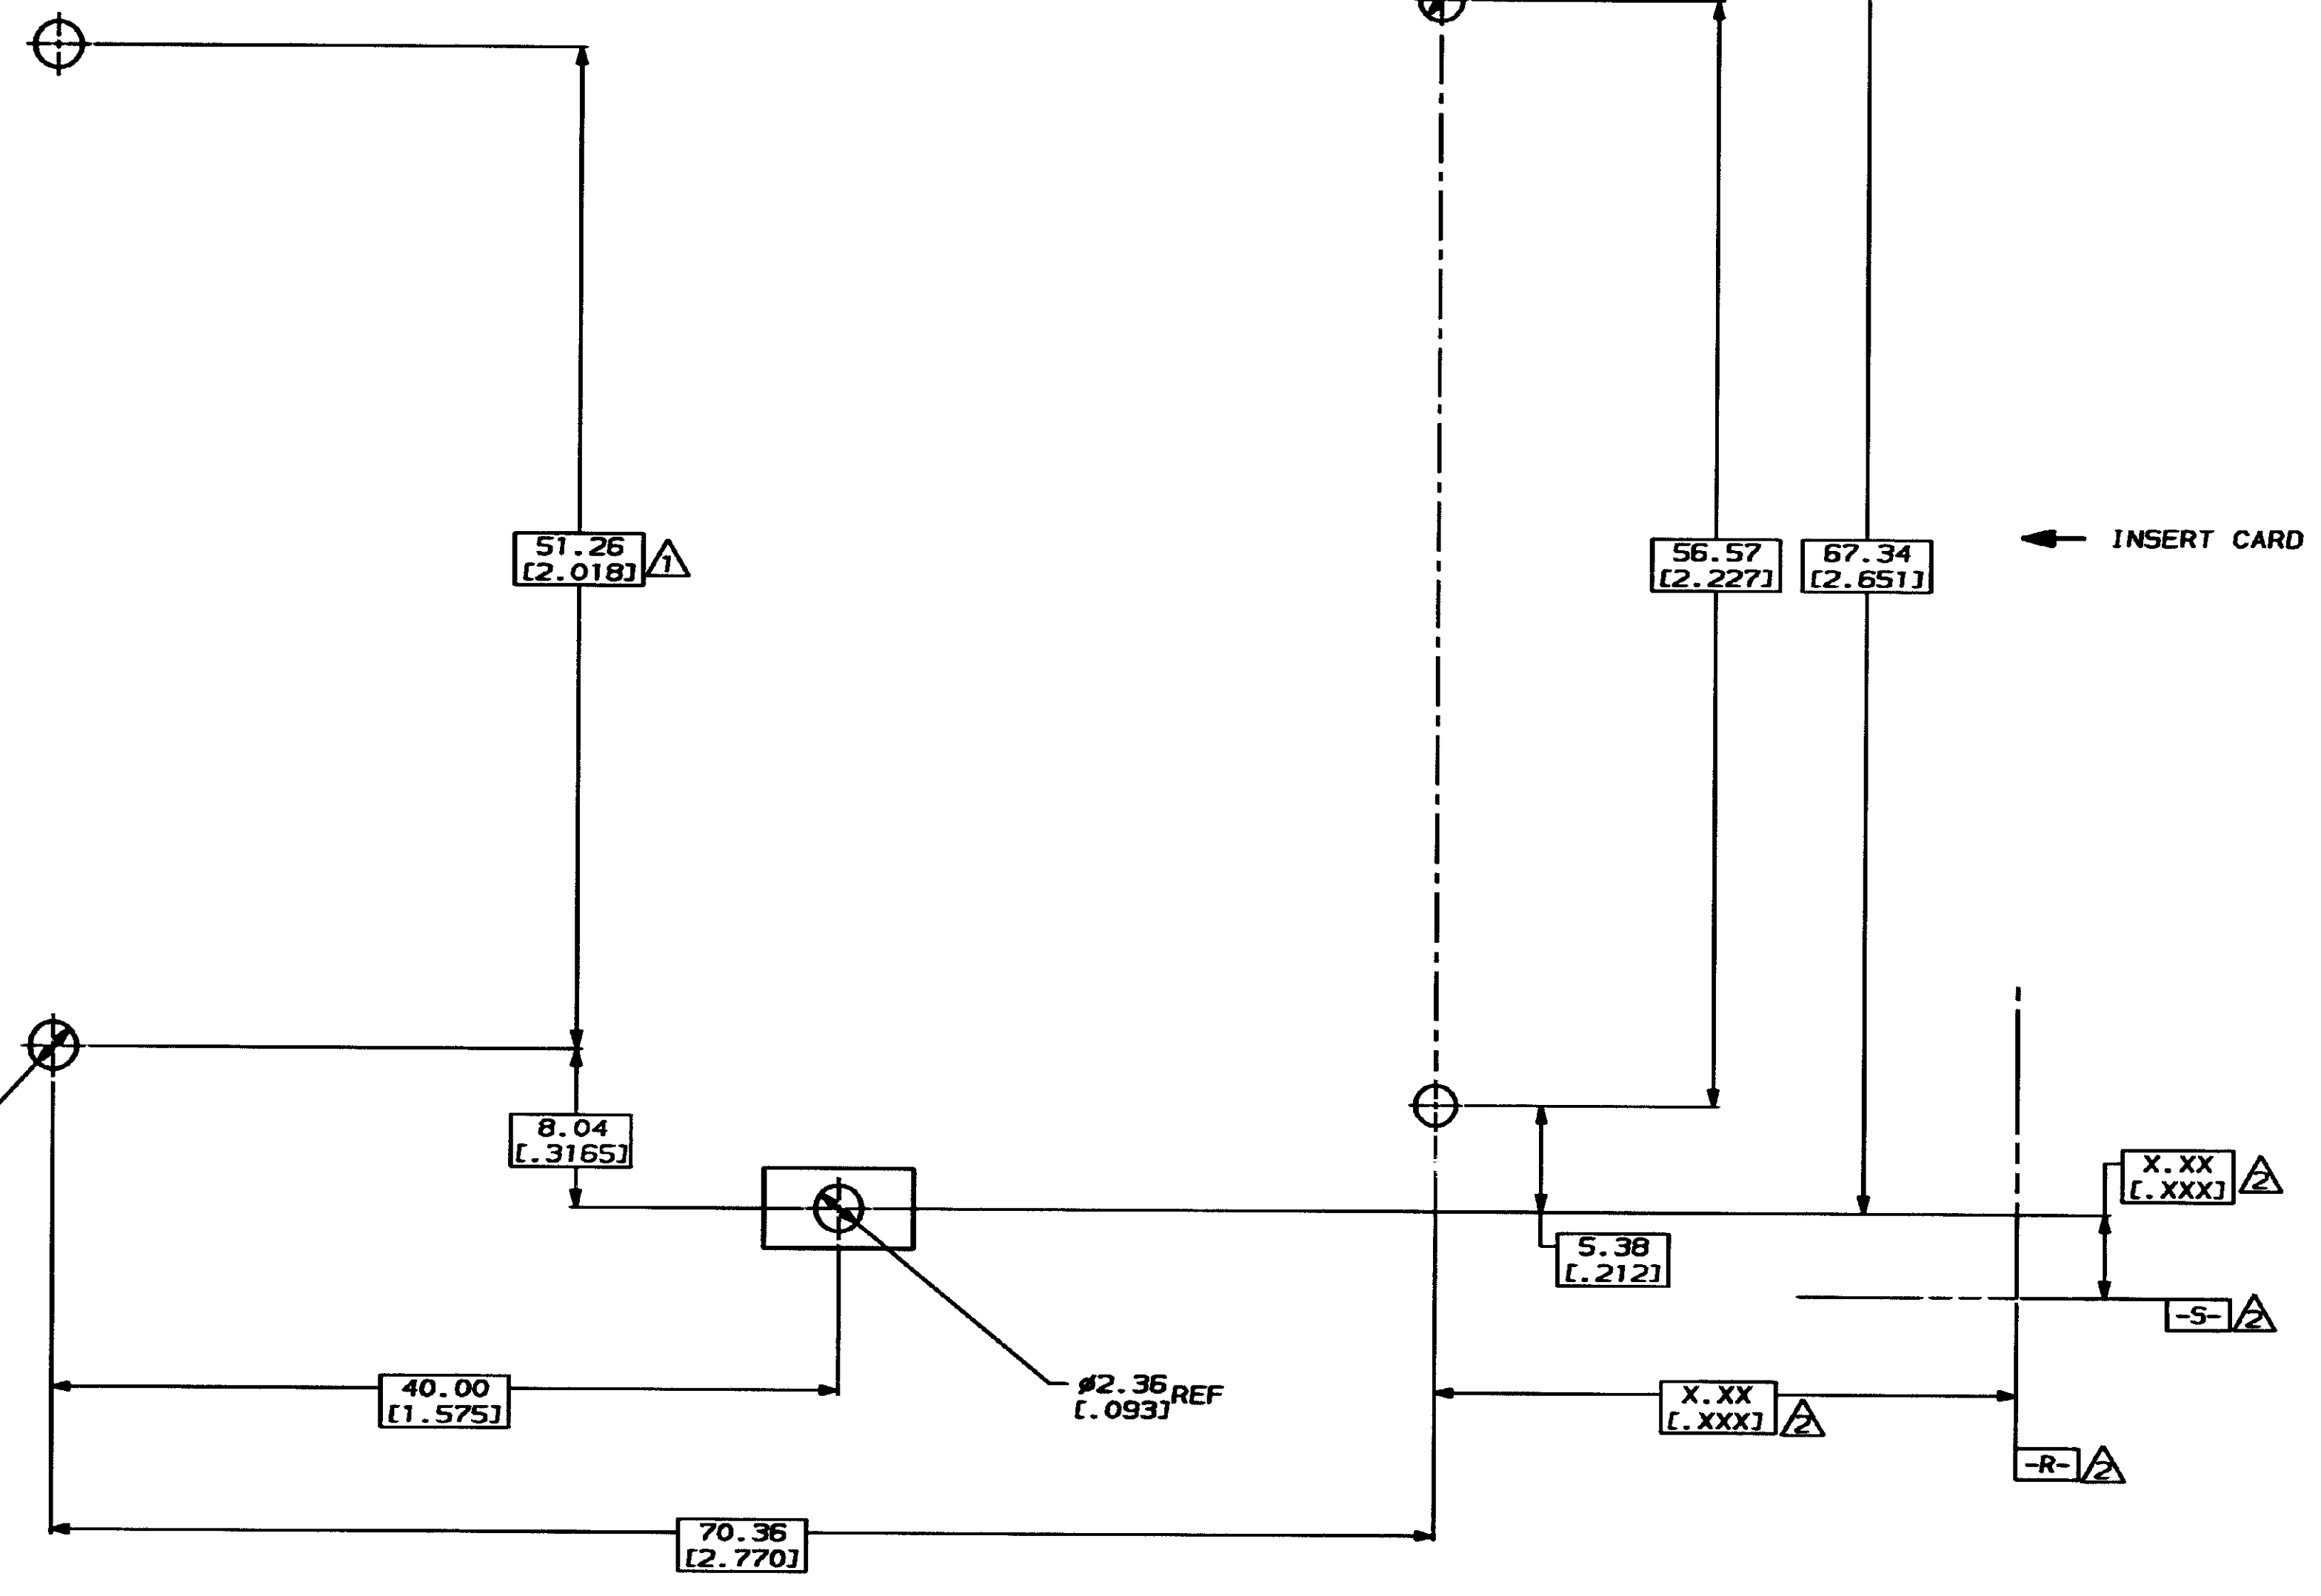 51.26
[2.018]
1
56.57
[2.227]
67.34
[2.651]
INSERT CARD
8.04
[.3165]
X.XX
[.XXX]
2
5.38
[.212]
-S-
2
40.00
[1.575]
ø2.36 REF
[.093]
X.XX
[.XXX]
2
-R-
2
70.36
[2.770]